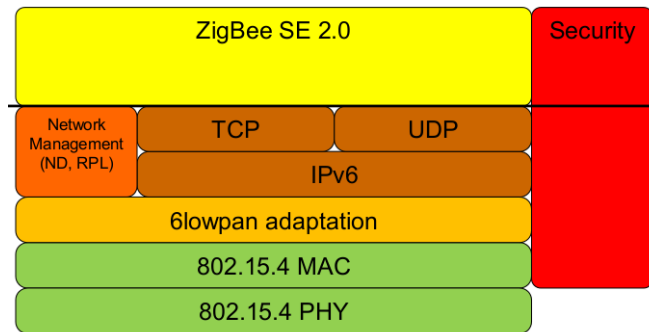 ZigBee SE 2.0
Security
Network
Management
(ND, RPL)
TCP
UDP
IPv6
6lowpan adaptation
802.15.4 MAC
802.15.4 PHY